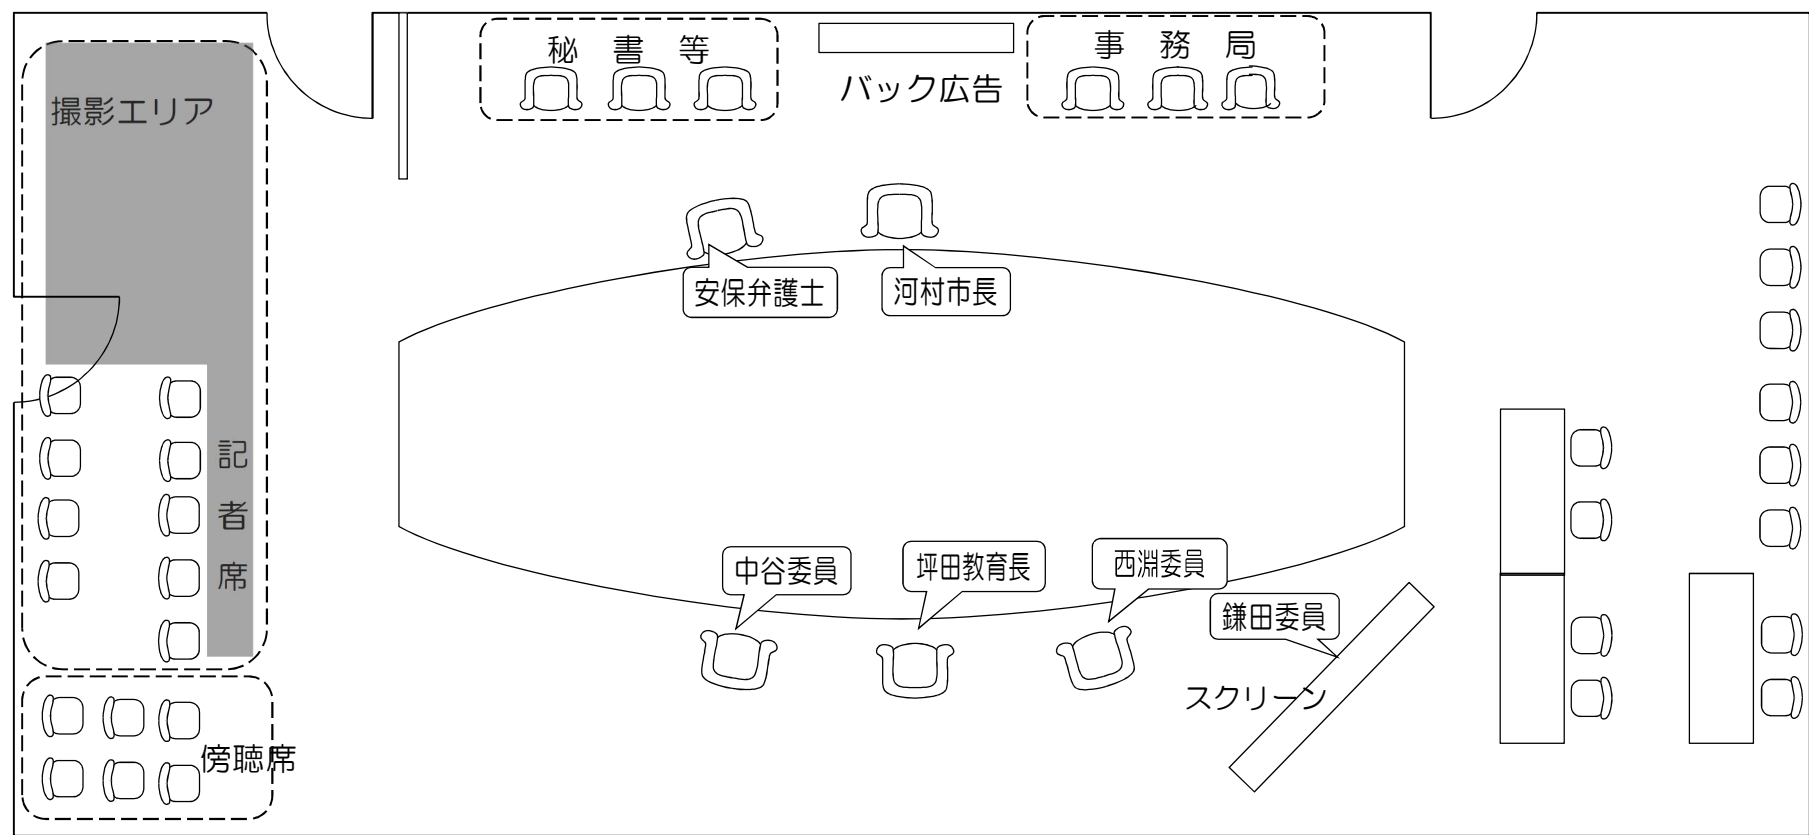 秘書等
事務局
バック広告
撮影エリア
安保弁護士
河村市長
記者席
中谷委員
坪田教育長
西淵委員
鎌田委員
スクリーン
傍聴席